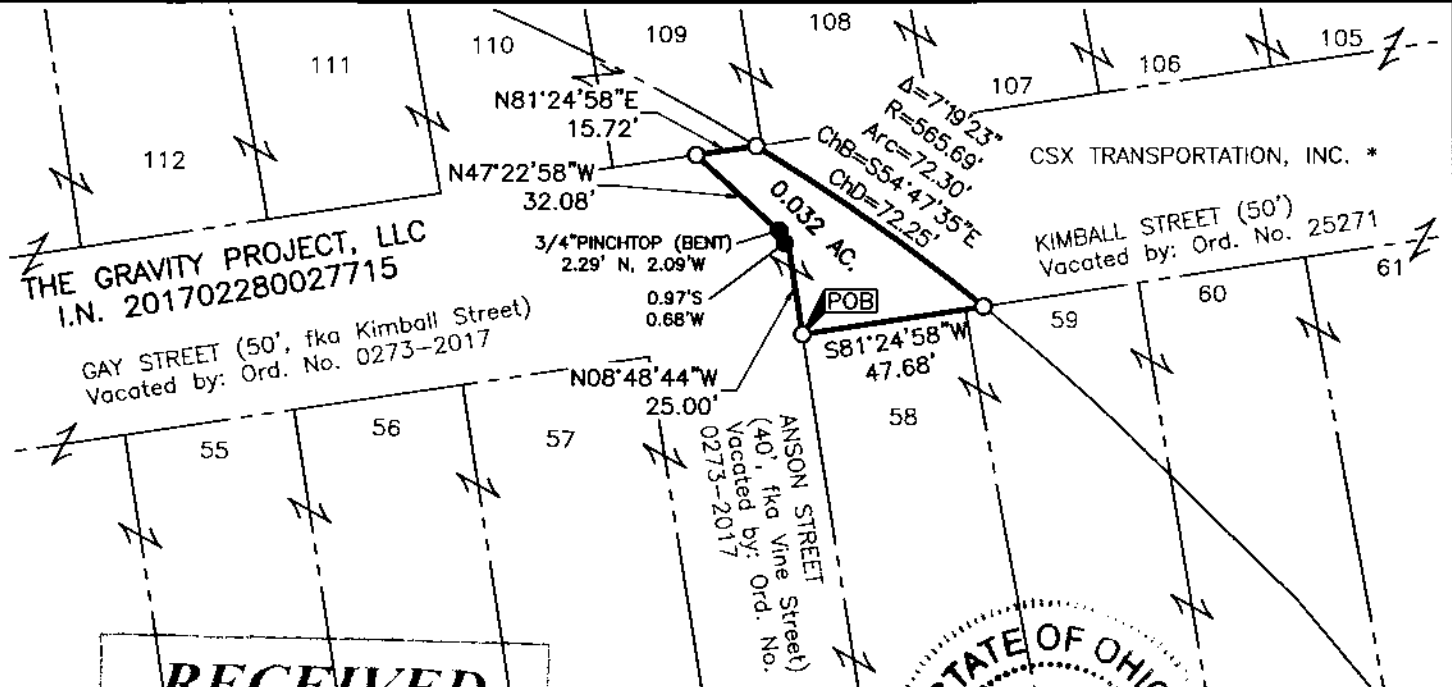 108
105
109
110
106
111
107
N81°24'58"E
15.72'
Δ=7°19'23"
R=565.69'
Arc=72.30'
ChB=S54°47'35"E
ChD=72.25'
CSX TRANSPORTATION, INC. *
112
N47°22'58"W
32.08'
0.032 AC.
KIMBALL STREET (50')
Vacated by: Ord. No. 25271
THE GRAVITY PROJECT, LLC
I.N. 201702280027715
3/4"PINCHTOP (BENT)
2.29' N, 2.09'W
0.97'S
0.68'W
POB
61
60
59
GAY STREET (50', fka Kimball Street)
Vacated by: Ord. No. 0273-2017
S81°24'58"W
47.68'
N08°48'44"W
25.00'
58
57
56
55
ANSON STREET
(40', fka Vine Street)
Vacated by: Ord. No.
0273-2017
RECEIVED
STATE OF OHIO